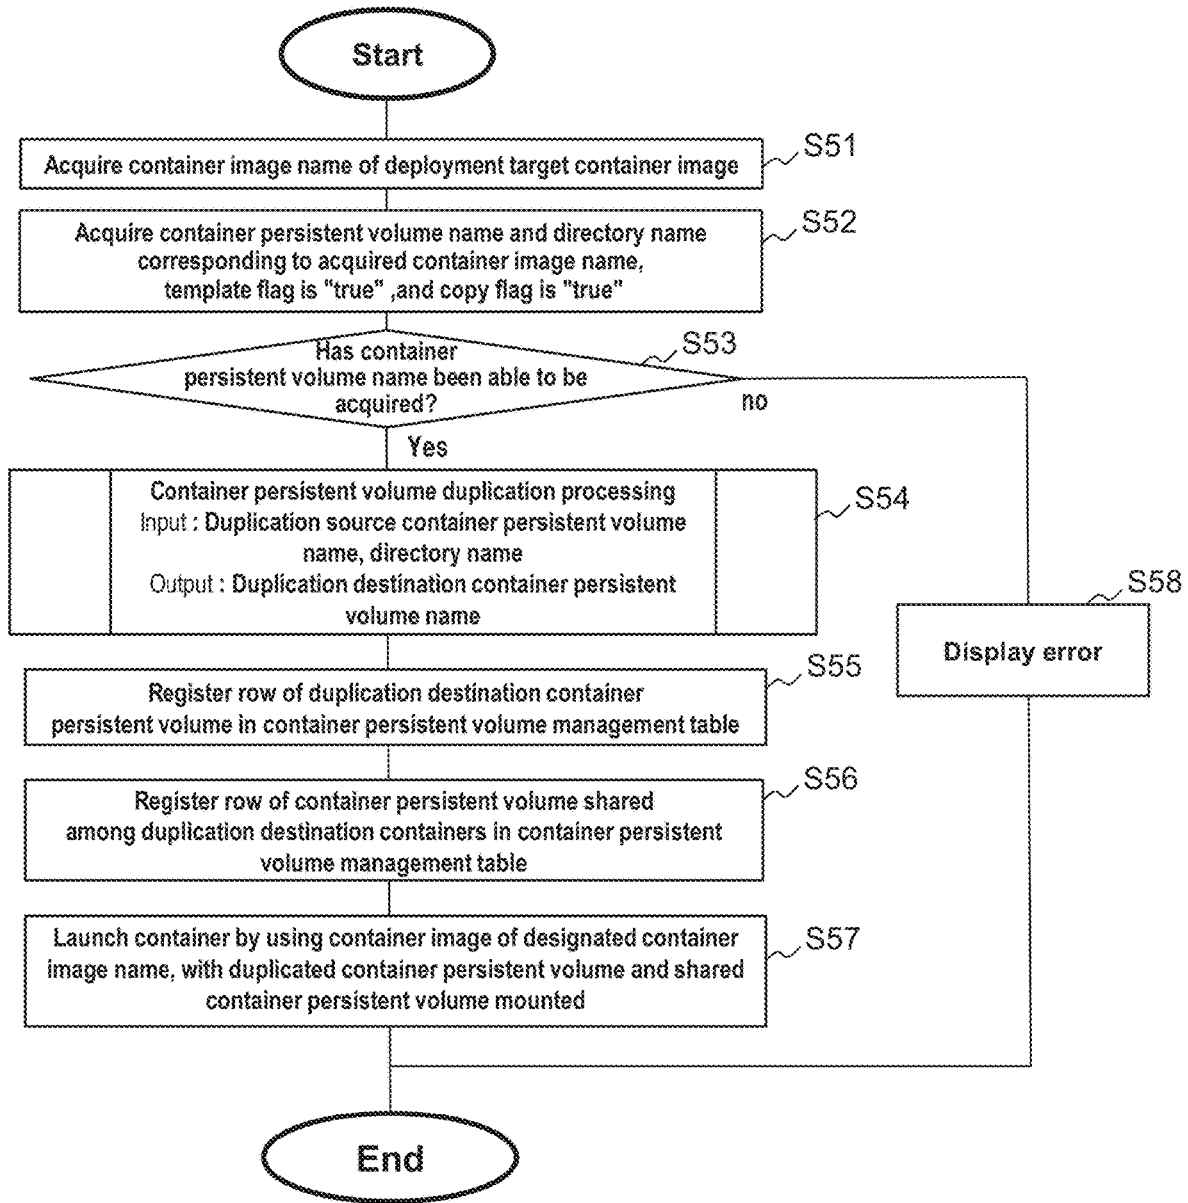 Start
Acquire container image name of deployment target container image
S51
Acquire container persistent volume name and directory name
corresponding to acquired container image name,
template flag is "true" ,and copy flag is "true"
S52
Has container
persistent volume name been able to be
acquired?
S53
no
Yes
Container persistent volume duplication processing
Input : Duplication source container persistent volume
name, directory name
Output : Duplication destination container persistent
volume name
S54
S58
Display error
Register row of duplication destination container
persistent volume in container persistent volume management table
S55
Register row of container persistent volume shared
among duplication destination containers in container persistent
volume management table
S56
Launch container by using container image of designated container
image name, with duplicated container persistent volume and shared
container persistent volume mounted
S57
End